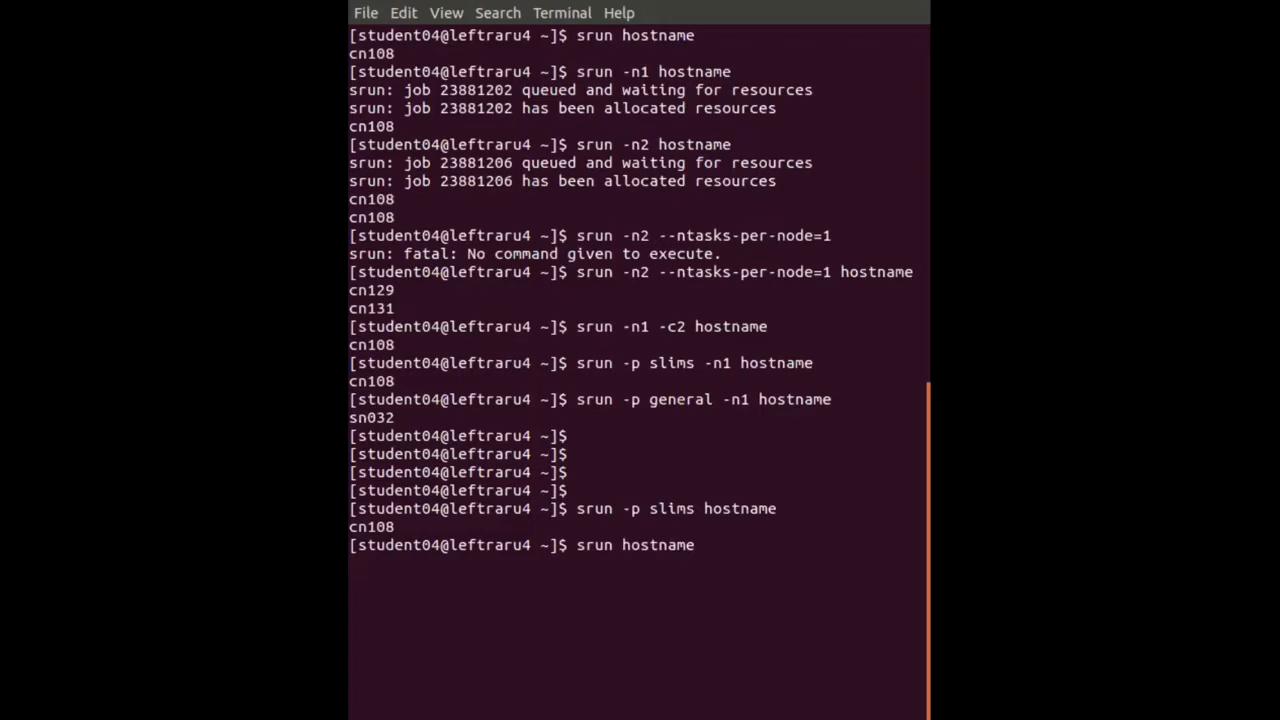 File Edit View Search Terminal Help
[student04@leftraru4 ~]$ srun hostname
cn108
[student04@leftraru4 ~]$ srun -n1 hostname
srun: job 23881202 queued and waiting for resources
srun: job 23881202 has been allocated resources
cn108
[student04@leftraru4 ~]$ srun -n2 hostname
srun: job 23881206 queued and waiting for resources
srun: job 23881206 has been allocated resources
cn108
cn108
[student04@leftraru4 ~]$ srun -n2 --ntasks-per-node=1
srun: fatal: No command given to execute.
[student04@leftraru4 ~]$ srun -n2 --ntasks-per-node=1 hostname
cn129
cn131
[student04@leftraru4 ~]$ srun -n1 -c2 hostname
cn108
[student04@leftraru4 ~]$ srun -p slims -n1 hostname
cn108
[student04@leftraru4 ~]$ srun -p general -n1 hostname
sn032
[student04@leftraru4 ~]$
[student04@leftraru4 ~]$
[student04@leftraru4 ~]$
[student04@leftraru4 ~]$
[student04@leftraru4 ~]$ srun -p slims hostname
cn108
[student04@leftraru4 ~]$ srun hostname